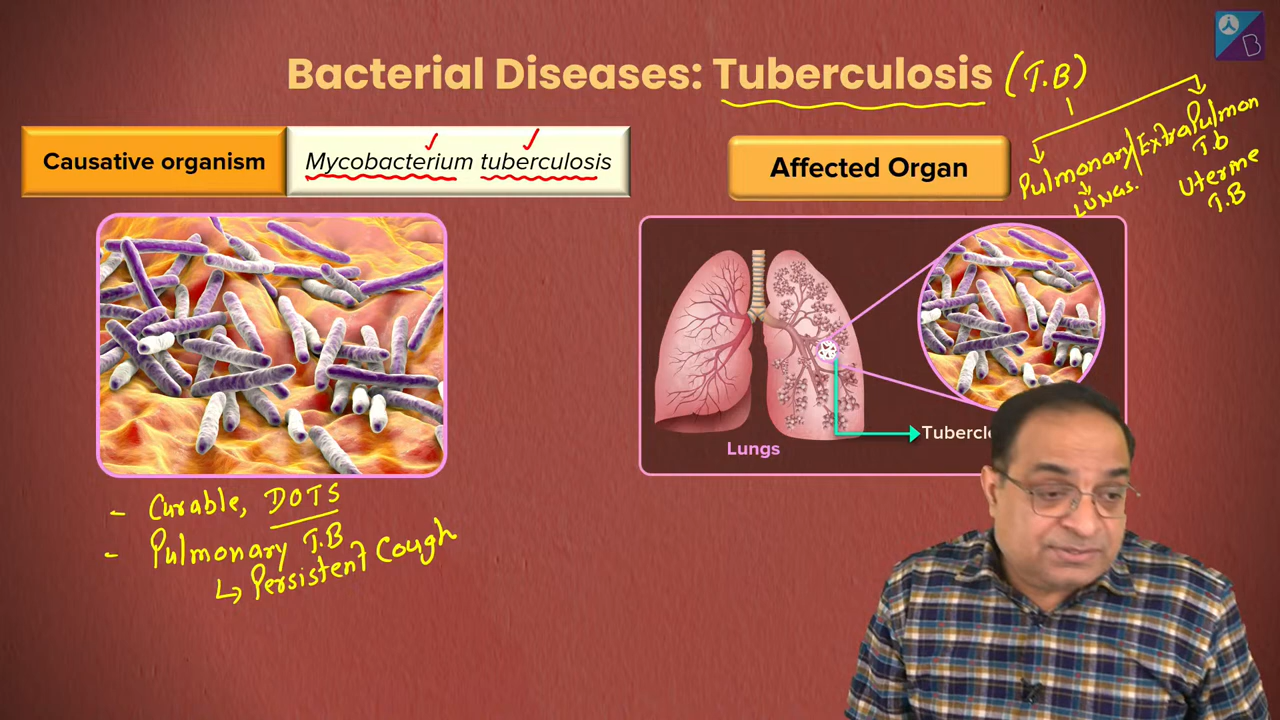 Bacterial Diseases: Tuberculosis (T.B)
Causative organism
Mycobacterium tuberculosis
Affected Organ
Pulmonary/ExtraPulmon
T.b
Lungs.
Uterine
T.B
Lungs
Tubercle
- Curable, DOTS
- Pulmonary T.B
↳ Persistent Cough
B